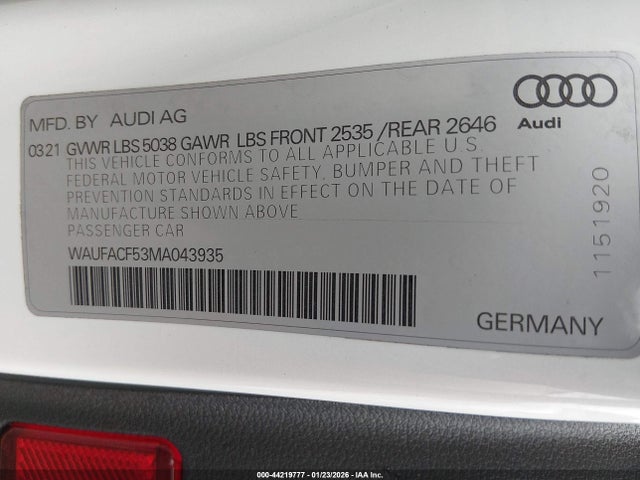 MFD. BY AUDI AG
Audi
0321 GVWR LBS 5038 GAWR LBS FRONT 2535 /REAR 2646
THIS VEHICLE CONFORMS TO ALL APPLICABLE U.S.
FEDERAL MOTOR VEHICLE SAFETY, BUMPER AND THEFT
PREVENTION STANDARDS IN EFFECT ON THE DATE OF
MANUFACTURE SHOWN ABOVE
PASSENGER CAR
WAUFACF53MA043935
1151920
GERMANY
000-44219777 - 01/23/2026 - IAA Inc.